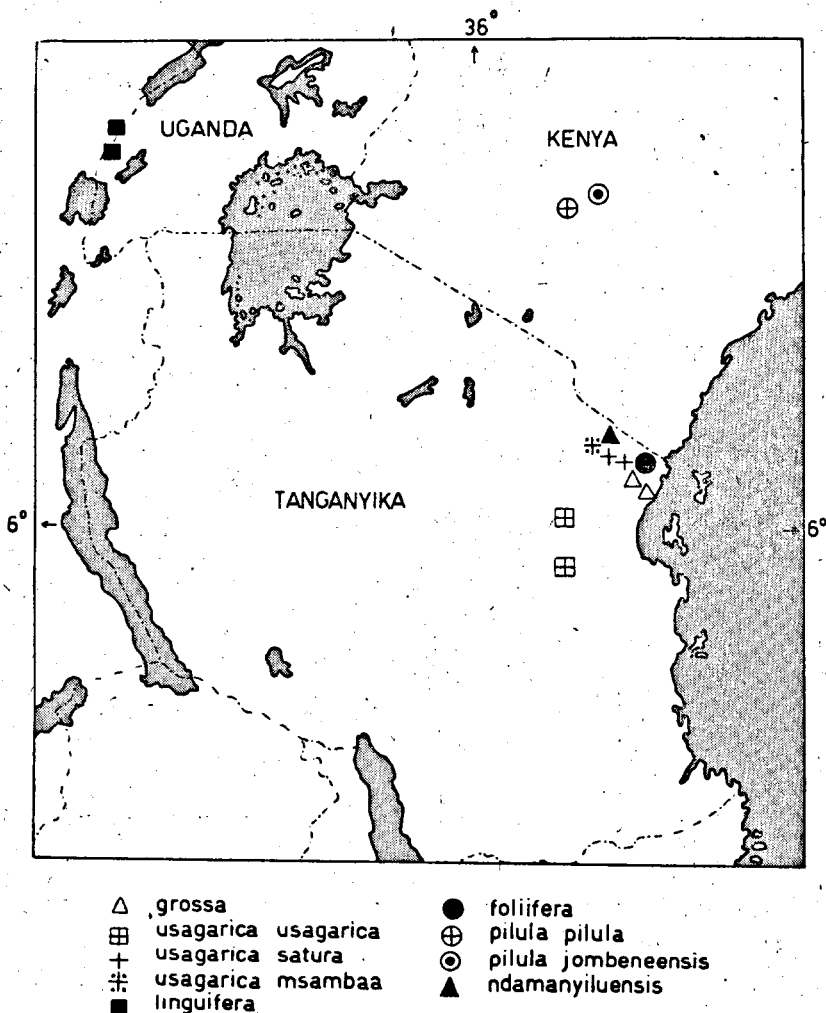 36°
UGANDA
KENYA
TANGANYIKA
6°
6°
grossa
usagarica usagarica
usagarica satura
usagarica msambaa
linguifera
foliifera
pilula pilula
pilula jombeneensis
ndamanyiluensis